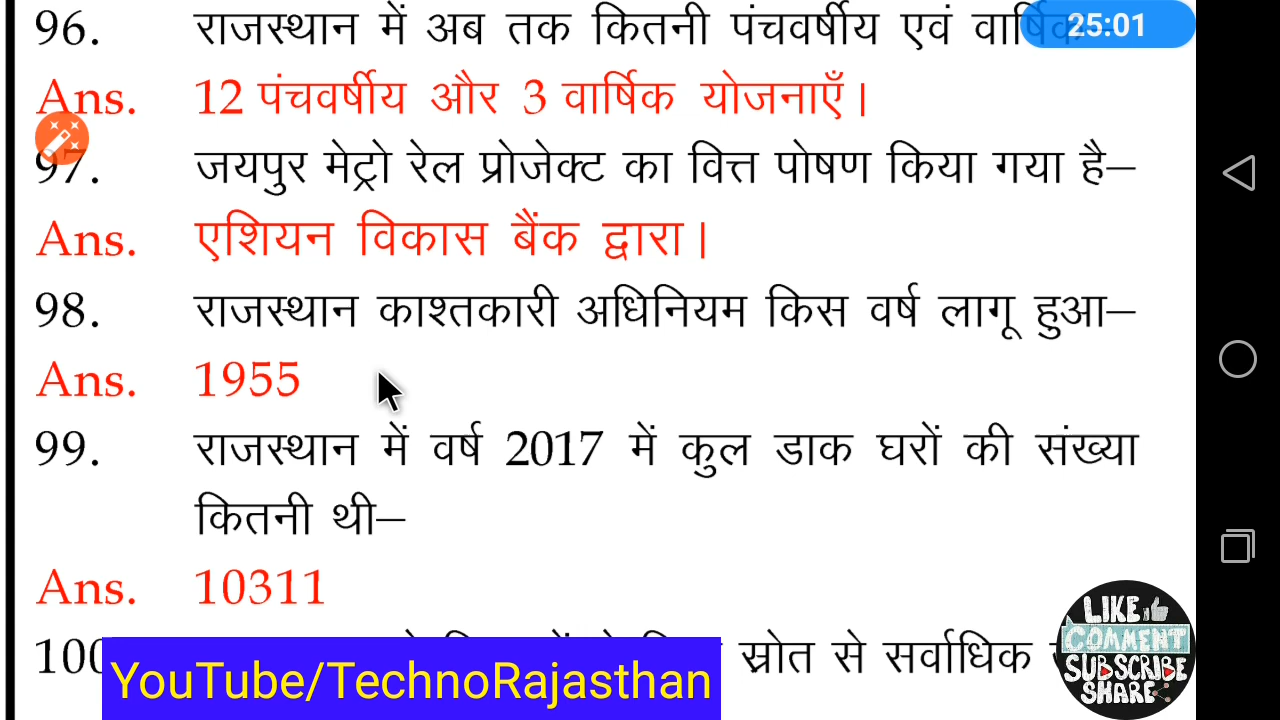 96. राजस्थान में अब तक कितनी पंचवर्षीय एवं वार्षिक
25:01
Ans. 12 पंचवर्षीय और 3 वार्षिक योजनाएँ।
97. जयपुर मेट्रो रेल प्रोजेक्ट का वित्त पोषण किया गया है–
Ans. एशियन विकास बैंक द्वारा।
98. राजस्थान काश्तकारी अधिनियम किस वर्ष लागू हुआ–
Ans. 1955
99. राजस्थान में वर्ष 2017 में कुल डाक घरों की संख्या
कितनी थी–
Ans. 10311
100 स्रोत से सर्वाधिक
YouTube/TechnoRajasthan
LIKE
COMMENT
SUBSCRIBE
SHARE